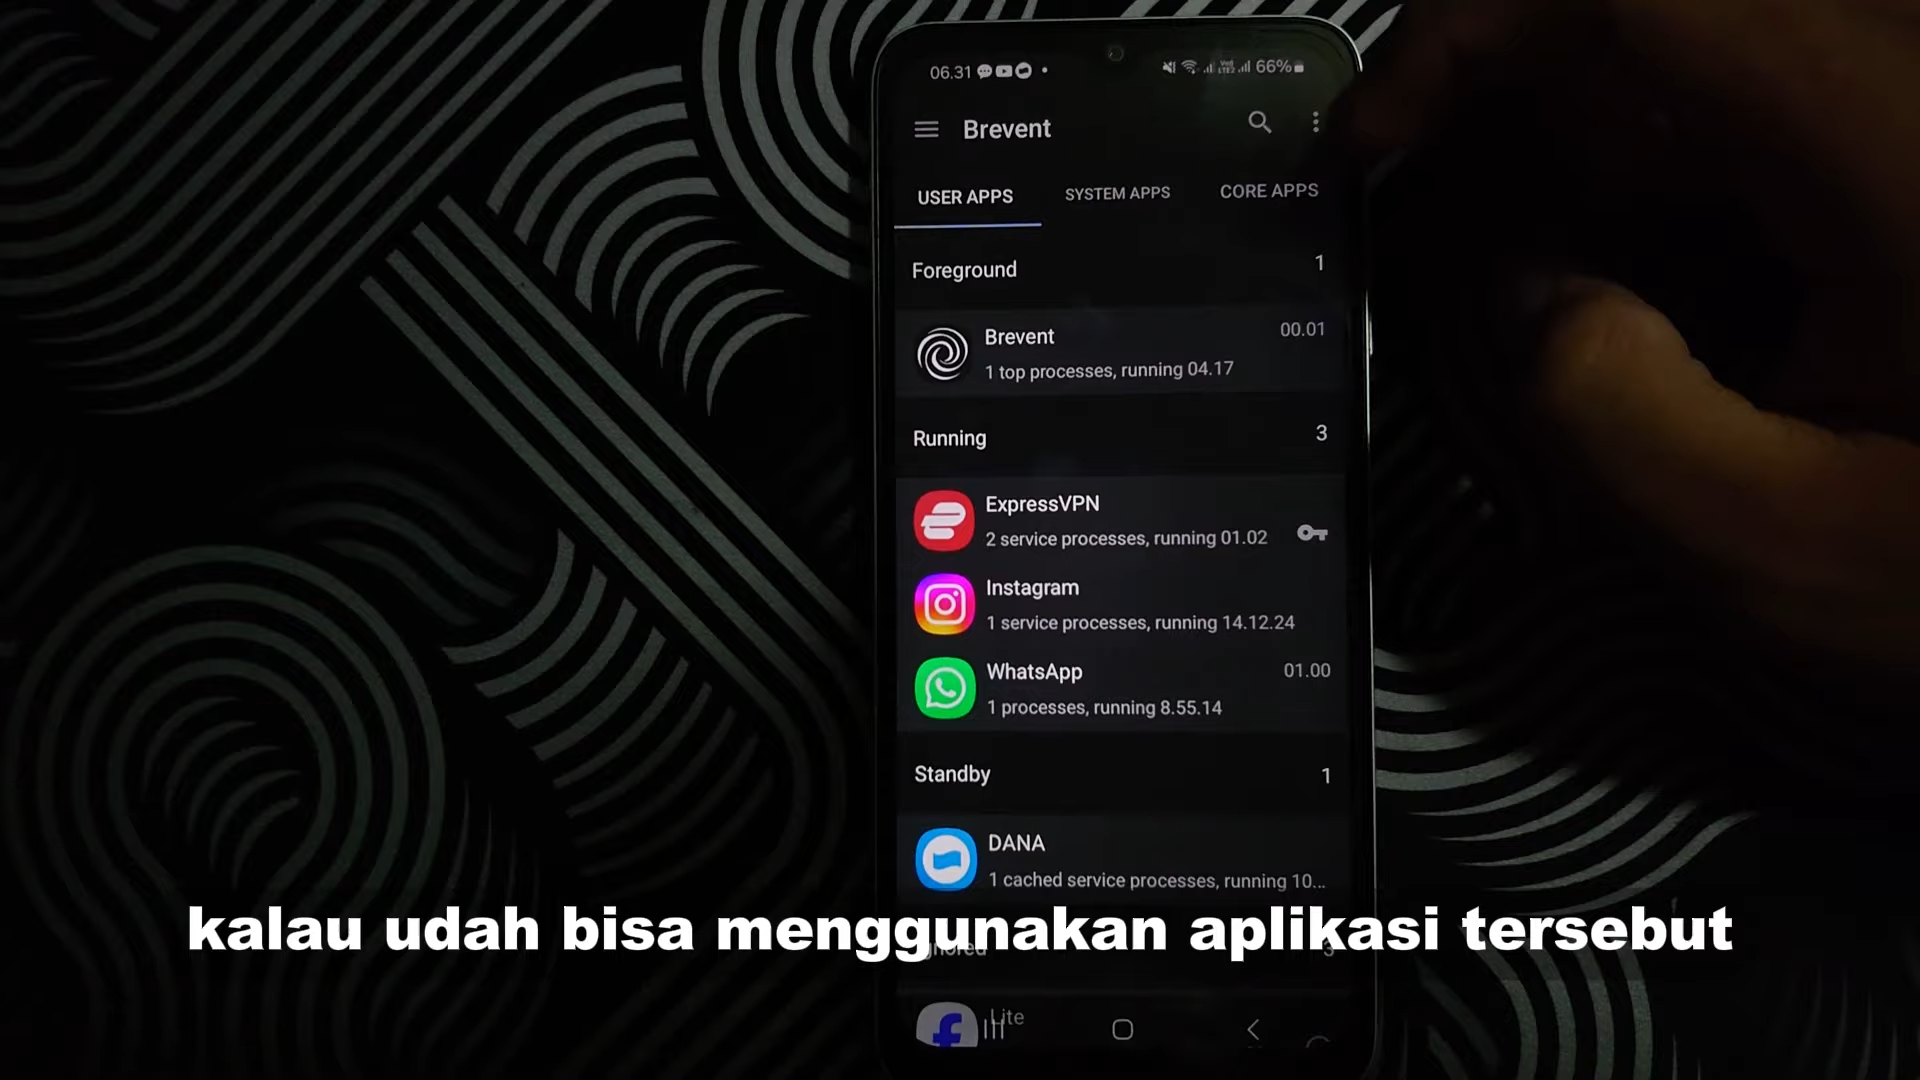 06.31
66%
Brevent
USER APPS SYSTEM APPS CORE APPS
Foreground 1
Brevent 00.01
1 top processes, running 04.17
Running 3
ExpressVPN
2 service processes, running 01.02
Instagram
1 service processes, running 14.12.24
WhatsApp 01.00
1 processes, running 8.55.14
Standby 1
DANA
1 cached service processes, running 10...
kalau udah bisa menggunakan aplikasi tersebut
Ignored 3
Lite